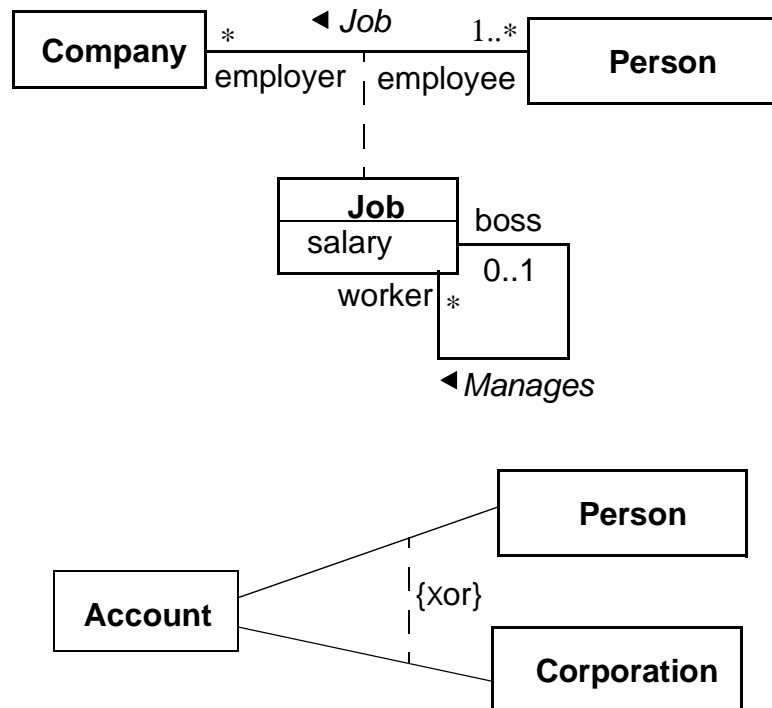 * ◄ Job 1..*
Company Person
employer employee
Job
salary
boss
0..1
worker *
◄ Manages
Person
Account
{xor}
Corporation